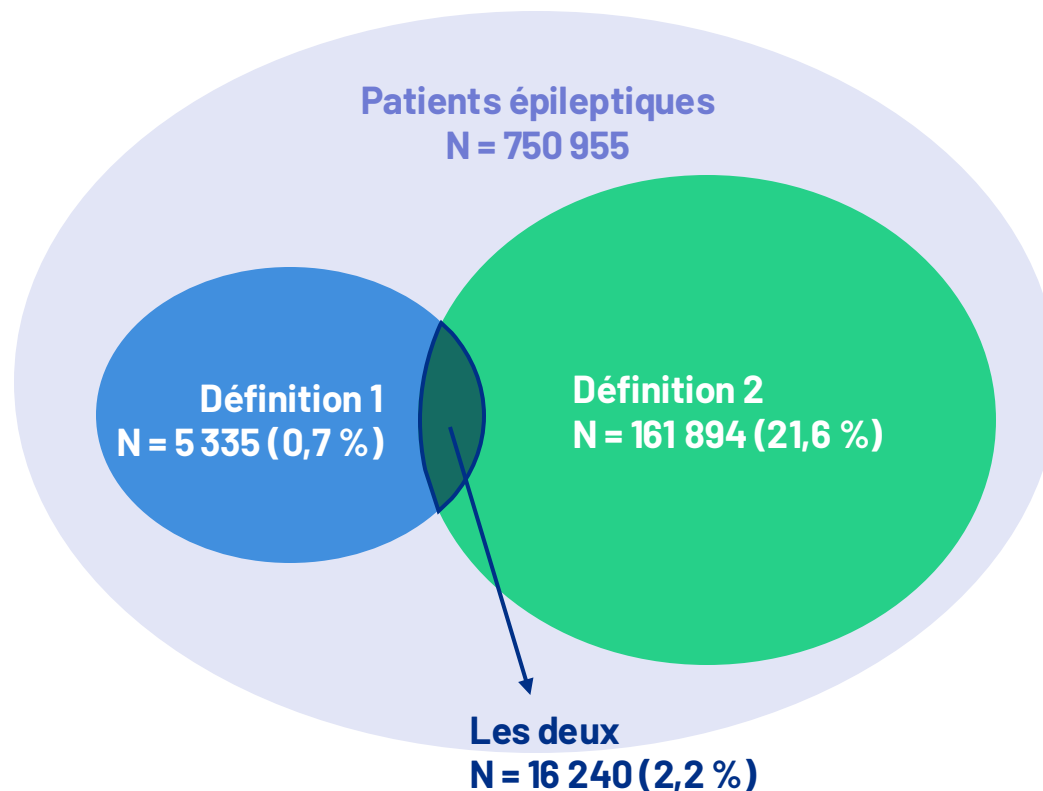 Patients épileptiques
N = 750 955
Définition 1
N = 5 335 (0,7 %)
Définition 2
N = 161 894 (21,6 %)
Les deux
N = 16 240 (2,2 %)